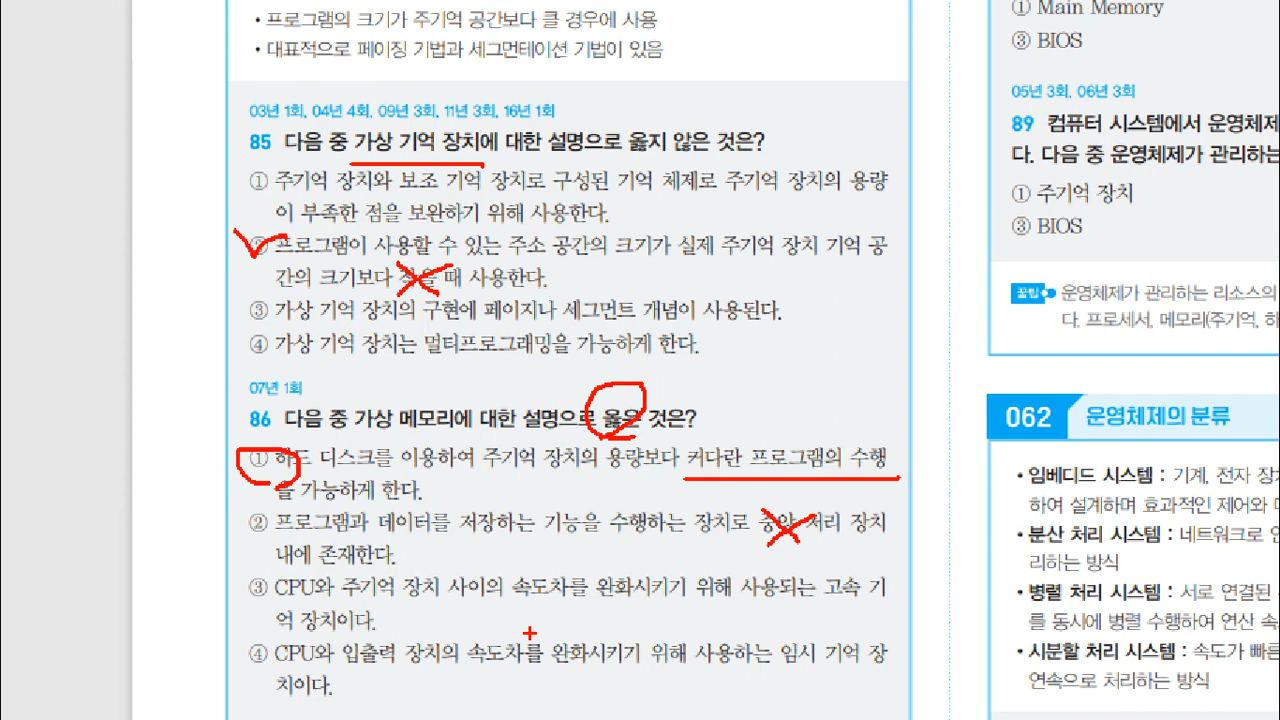 • 프로그램의 크기가 주기억 공간보다 클 경우에 사용
• 대표적으로 페이징 기법과 세그먼테이션 기법이 있음
03년 1회, 04년 4회, 09년 3회, 11년 3회, 16년 1회
85 다음 중 가상 기억 장치에 대한 설명으로 옳지 않은 것은?
① 주기억 장치와 보조 기억 장치로 구성된 기억 체제로 주기억 장치의 용량
이 부족한 점을 보완하기 위해 사용한다.
② 프로그램이 사용할 수 있는 주소 공간의 크기가 실제 주기억 장치 기억 공
간의 크기보다 때 사용한다.
③ 가상 기억 장치의 구현에 페이지나 세그먼트 개념이 사용된다.
④ 가상 기억 장치는 멀티프로그래밍을 가능하게 한다.
07년 1회
86 다음 중 가상 메모리에 대한 설명으로 옳은 것은?
① 하드 디스크를 이용하여 주기억 장치의 용량보다 커다란 프로그램의 수행
을 가능하게 한다.
② 프로그램과 데이터를 저장하는 기능을 수행하는 장치로 중앙 처리 장치
내에 존재한다.
③ CPU와 주기억 장치 사이의 속도차를 완화시키기 위해 사용되는 고속 기
억 장치이다.
④ CPU와 입출력 장치의 속도차를 완화시키기 위해 사용하는 임시 기억 장
치이다.
① Main Memory
③ BIOS
05년 3회, 06년 3회
89 컴퓨터 시스템에서 운영체제
다. 다음 중 운영체제가 관리하는
① 주기억 장치
③ BIOS
꿀팁 운영체제가 관리하는 리소스의
다. 프로세서, 메모리(주기억, 하
062 운영체제의 분류
• 임베디드 시스템 : 기계, 전자 장
하여 설계하며 효과적인 제어와
• 분산 처리 시스템 : 네트워크로
리하는 방식
• 병렬 처리 시스템 : 서로 연결된
를 동시에 병렬 수행하여 연산 속
• 시분할 처리 시스템 : 속도가 빠른
연속으로 처리하는 방식